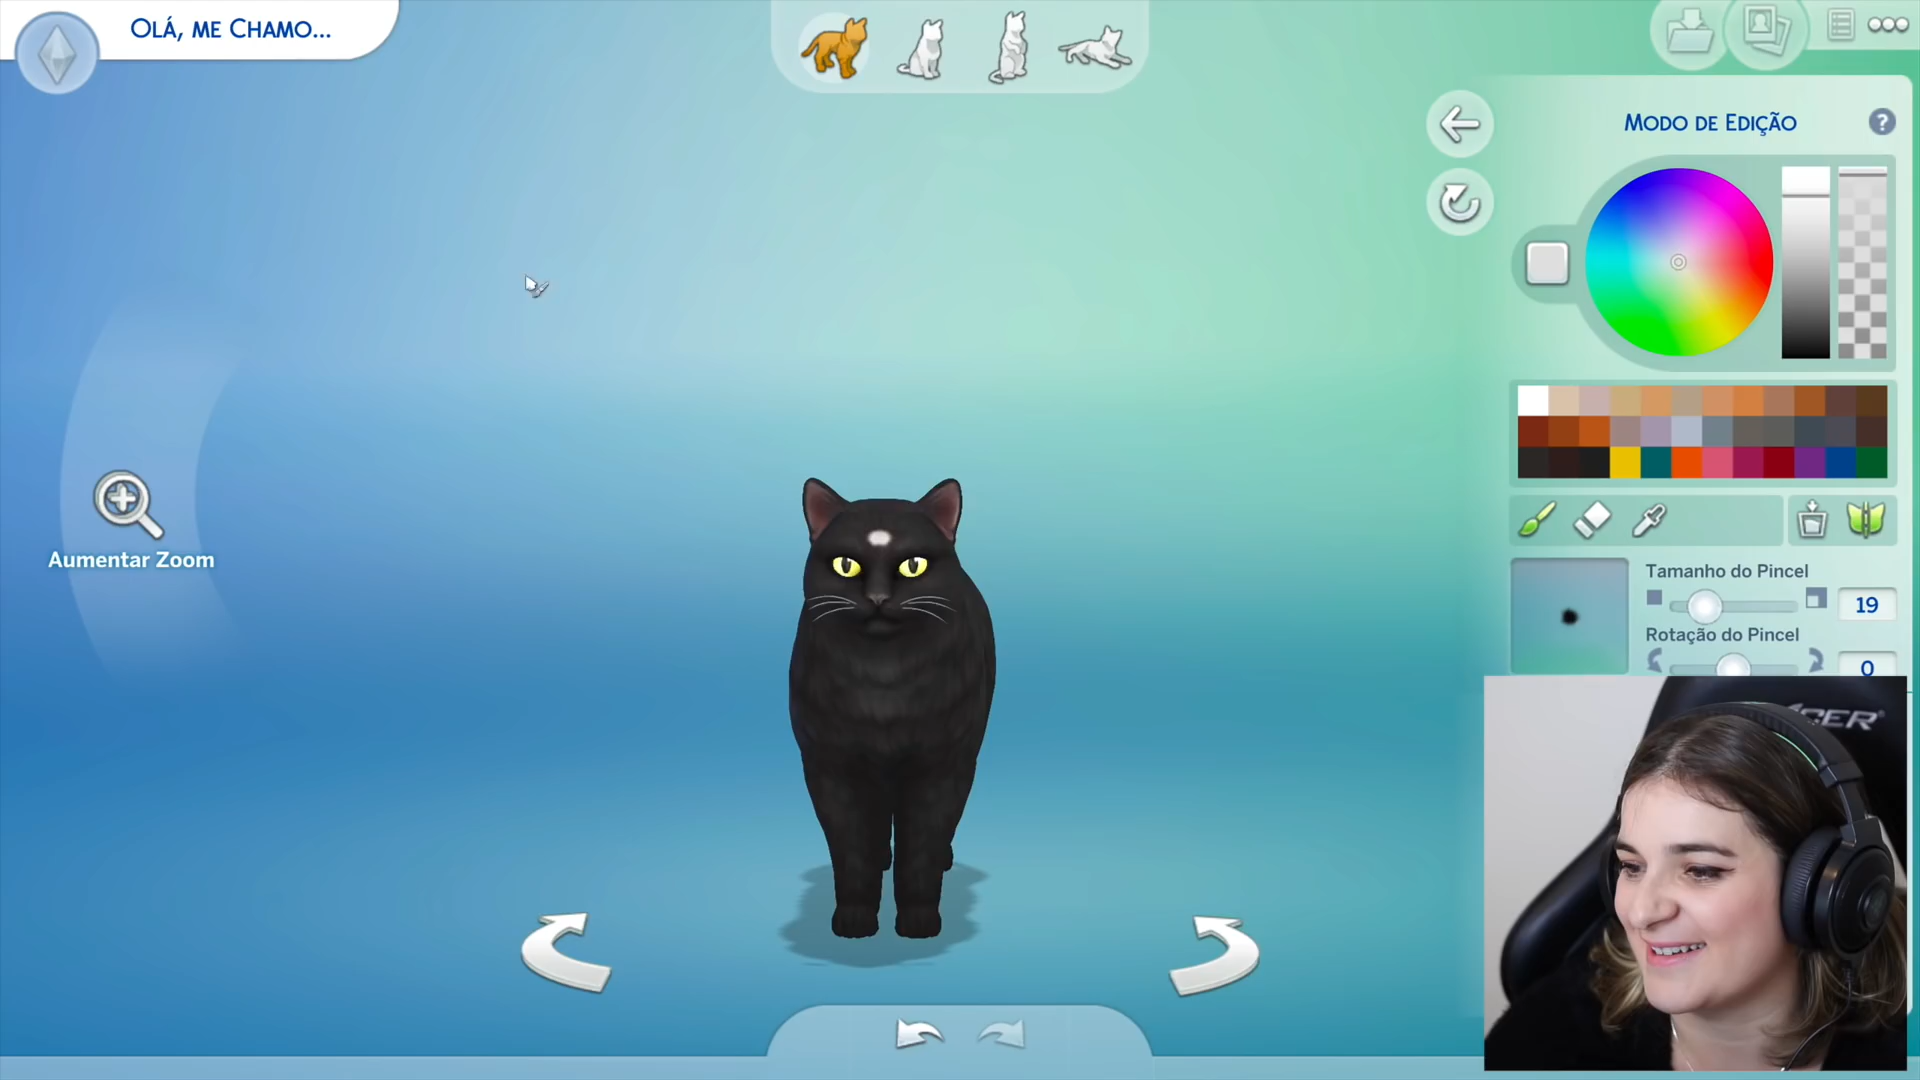 Olá, me Chamo...
Modo de Edição
?
Aumentar Zoom
Tamanho do Pincel
19
Rotação do Pincel
0